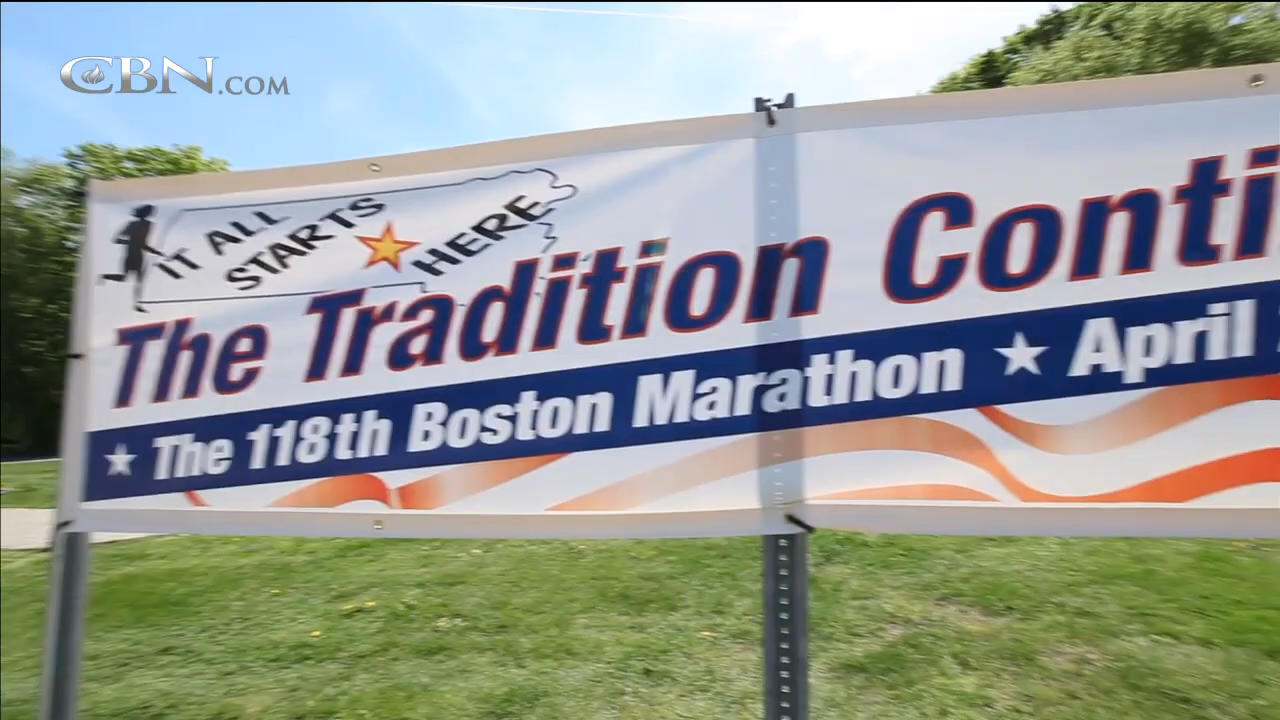 CBN.COM
IT ALL
STARTS
HERE
The Tradition Conti
★ The 118th Boston Marathon ★ April